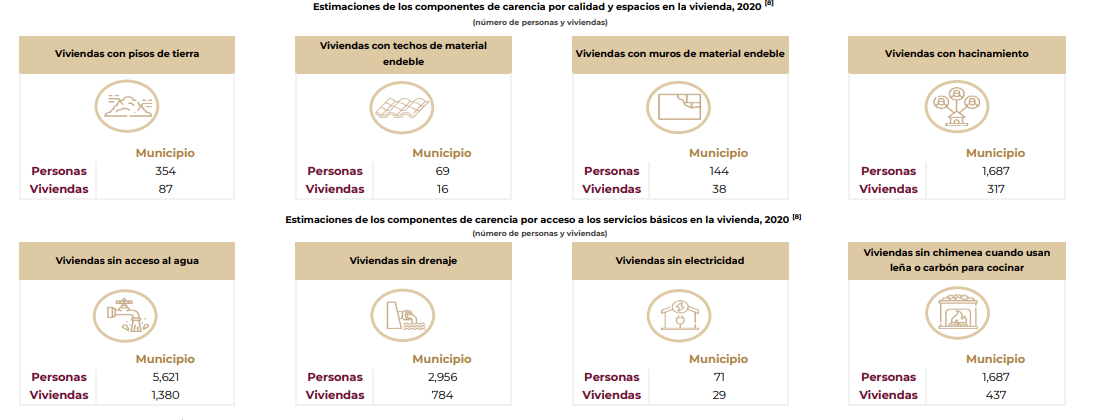 Estimaciones de los componentes de carencia por calidad y espacios en la vivienda, 2020 [8]
(número de personas y viviendas)
Viviendas con pisos de tierra
Municipio
Personas 354
Viviendas 87
Viviendas con techos de material
endeble
Municipio
Personas 69
Viviendas 16
Viviendas con muros de material endeble
Municipio
Personas 144
Viviendas 38
Viviendas con hacinamiento
Municipio
Personas 1,687
Viviendas 317
Estimaciones de los componentes de carencia por acceso a los servicios básicos en la vivienda, 2020 [8]
(número de personas y viviendas)
Viviendas sin acceso al agua
Municipio
Personas 5,621
Viviendas 1,380
Viviendas sin drenaje
Municipio
Personas 2,956
Viviendas 784
Viviendas sin electricidad
Municipio
Personas 71
Viviendas 29
Viviendas sin chimenea cuando usan
leña o carbón para cocinar
Municipio
Personas 1,687
Viviendas 437